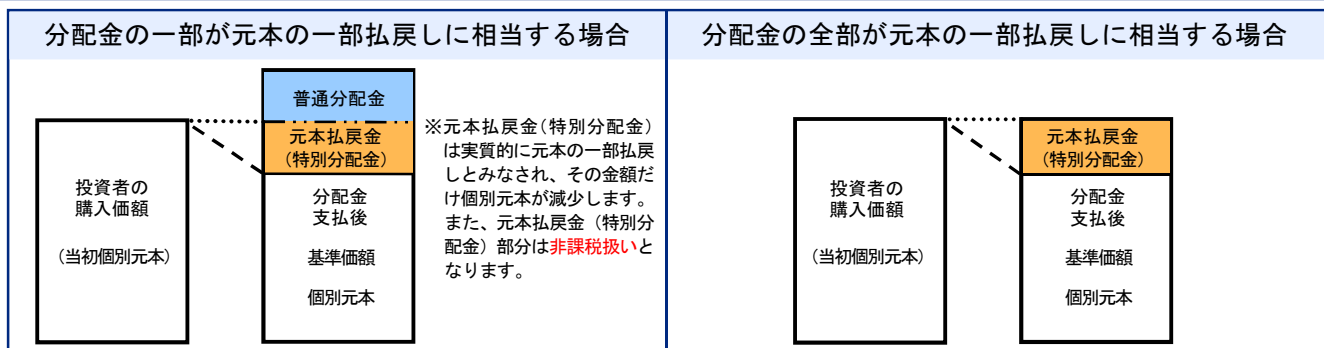 分配金の一部が元本の一部払戻しに相当する場合
普通分配金
元本払戻金
（特別分配金）
投資者の
購入価額
（当初個別元本）
分配金
支払後
基準価額
個別元本
※元本払戻金（特別分配金）
は実質的に元本の一部払戻
しとみなされ、その金額だ
け個別元本が減少します。
また、元本払戻金（特別分
配金）部分は非課税扱いと
なります。
分配金の全部が元本の一部払戻しに相当する場合
元本払戻金
（特別分配金）
投資者の
購入価額
（当初個別元本）
分配金
支払後
基準価額
個別元本